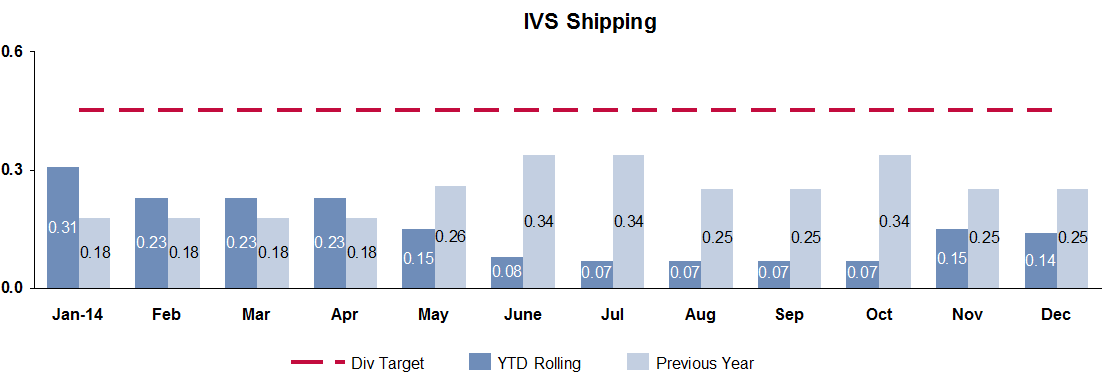 IVS Shipping
0.6
0.3
0.0
0.31 0.18 0.23 0.18 0.23 0.18 0.23 0.18 0.15 0.26 0.08 0.34 0.07 0.34 0.07 0.25 0.07 0.25 0.07 0.34 0.15 0.25 0.14 0.25
Jan-14 Feb Mar Apr May June Jul Aug Sep Oct Nov Dec
Div Target YTD Rolling Previous Year